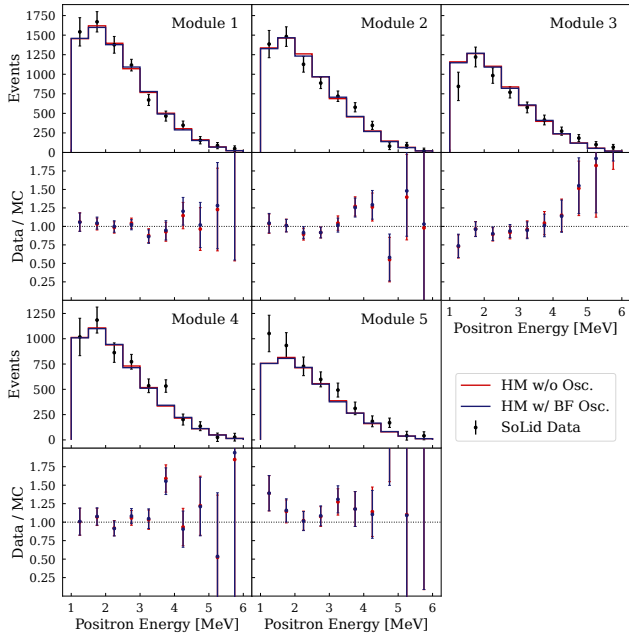 Module 1
Module 2
Module 3
Events
1750
1500
1250
1000
750
500
250
0
Data / MC
1.75
1.50
1.25
1.00
0.75
0.50
0.25
1 2 3 4 5 6
Positron Energy [MeV]
Module 4
Module 5
Events
1250
1000
750
500
250
0
Data / MC
1.75
1.50
1.25
1.00
0.75
0.50
0.25
1 2 3 4 5 6
Positron Energy [MeV]
1 2 3 4 5 6
Positron Energy [MeV]
HM w/o Osc.
HM w/ BF Osc.
SoLid Data